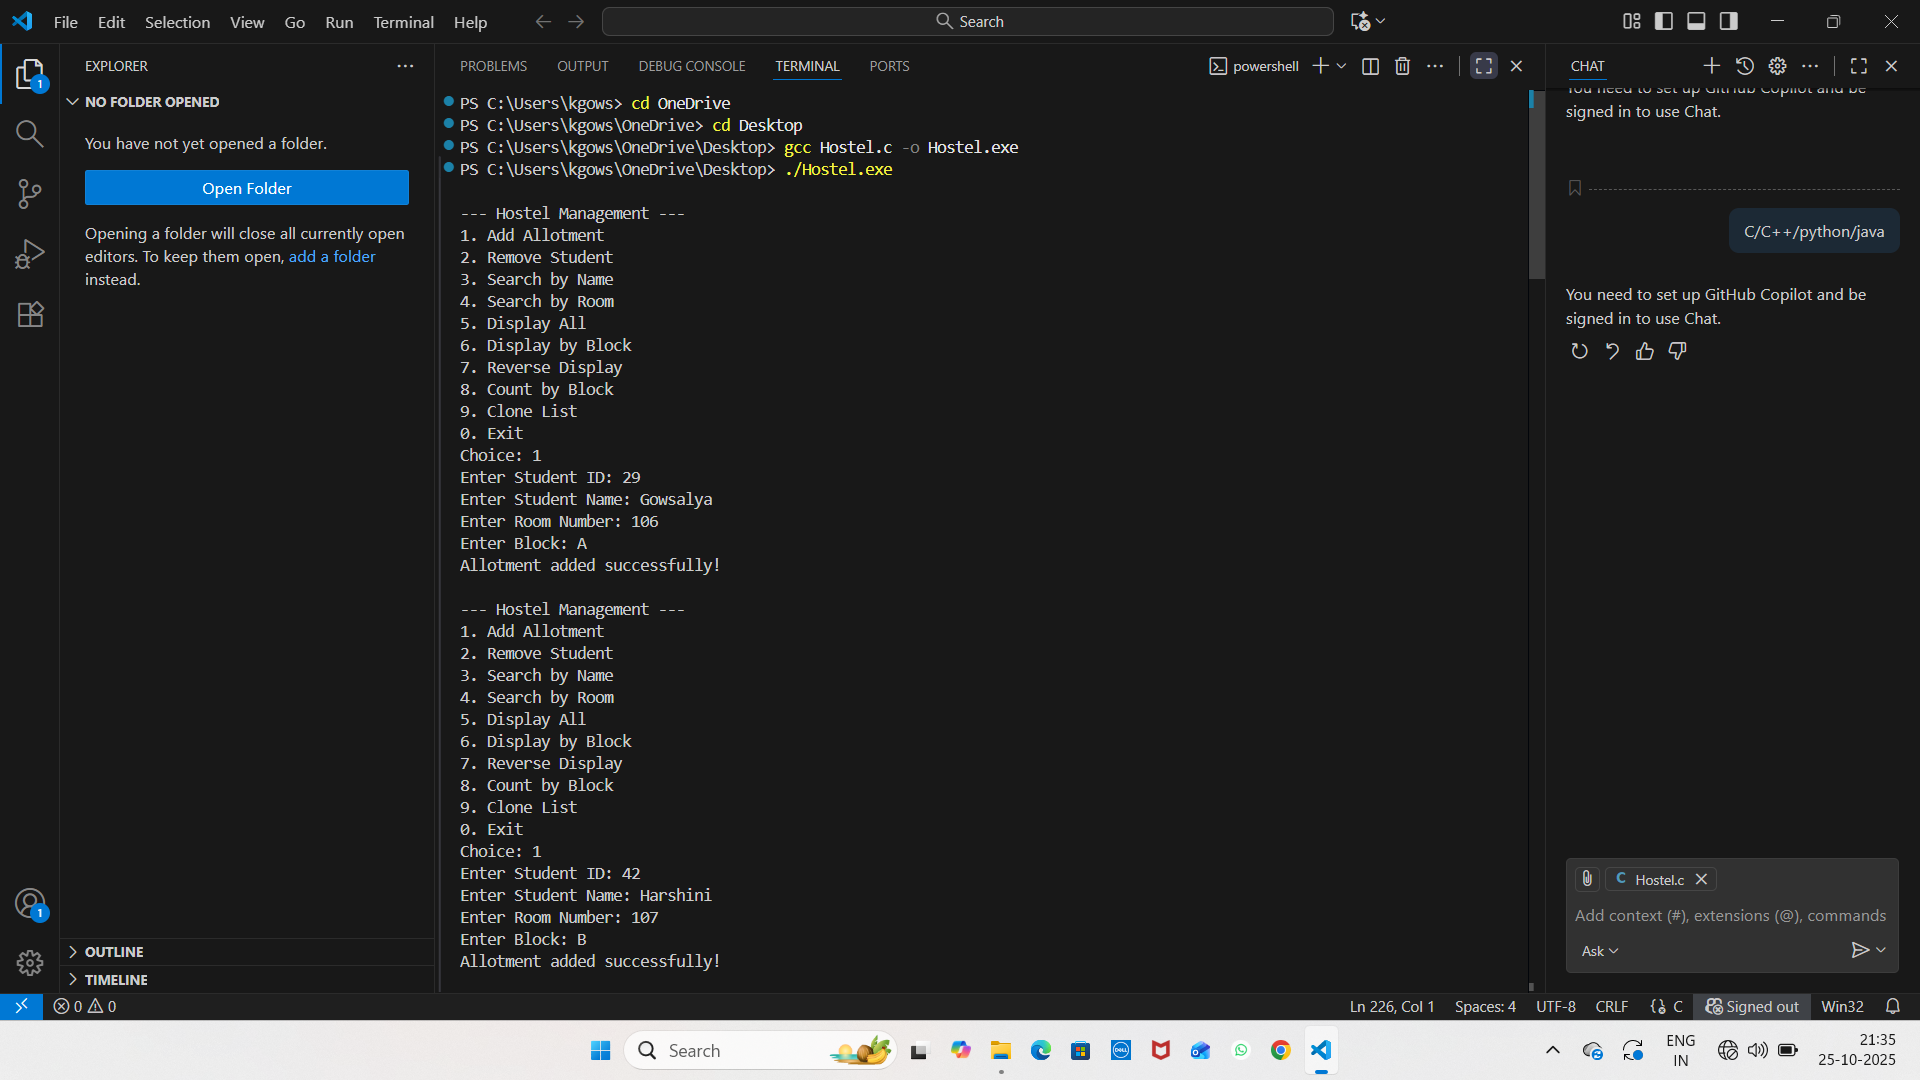 File Edit Selection View Go Run Terminal Help
Search
EXPLORER
NO FOLDER OPENED
You have not yet opened a folder.
Open Folder
Opening a folder will close all currently open
editors. To keep them open, add a folder
instead.
OUTLINE
TIMELINE
1
1
PROBLEMS OUTPUT DEBUG CONSOLE TERMINAL PORTS
powershell
PS C:\Users\kgows> cd OneDrive
PS C:\Users\kgows\OneDrive> cd Desktop
PS C:\Users\kgows\OneDrive\Desktop> gcc Hostel.c -o Hostel.exe
PS C:\Users\kgows\OneDrive\Desktop> ./Hostel.exe
--- Hostel Management ---
1. Add Allotment
2. Remove Student
3. Search by Name
4. Search by Room
5. Display All
6. Display by Block
7. Reverse Display
8. Count by Block
9. Clone List
0. Exit
Choice: 1
Enter Student ID: 29
Enter Student Name: Gowsalya
Enter Room Number: 106
Enter Block: A
Allotment added successfully!
--- Hostel Management ---
1. Add Allotment
2. Remove Student
3. Search by Name
4. Search by Room
5. Display All
6. Display by Block
7. Reverse Display
8. Count by Block
9. Clone List
0. Exit
Choice: 1
Enter Student ID: 42
Enter Student Name: Harshini
Enter Room Number: 107
Enter Block: B
Allotment added successfully!
CHAT
You need to set up GitHub Copilot and be
signed in to use Chat.
C/C++/python/java
You need to set up GitHub Copilot and be
signed in to use Chat.
C Hostel.c
Add context (#), extensions (@), commands
Ask
0 0
Ln 226, Col 1 Spaces: 4 UTF-8 CRLF {} C Signed out Win32
Search
DELL
ENG
IN
21:35
25-10-2025